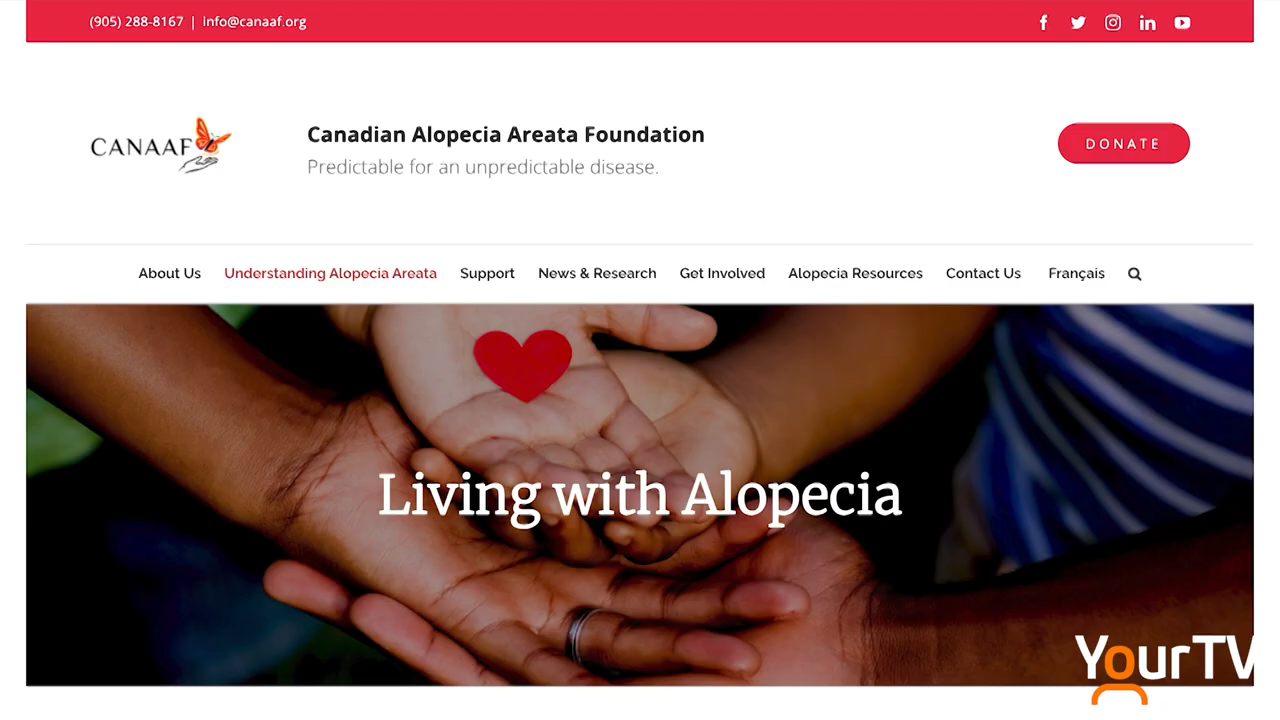 (905) 288-8167 | info@canaaf.org
CANAAF
Canadian Alopecia Areata Foundation
Predictable for an unpredictable disease.
DONATE
About Us Understanding Alopecia Areata Support News & Research Get Involved Alopecia Resources Contact Us Français
Living with Alopecia
YourTV